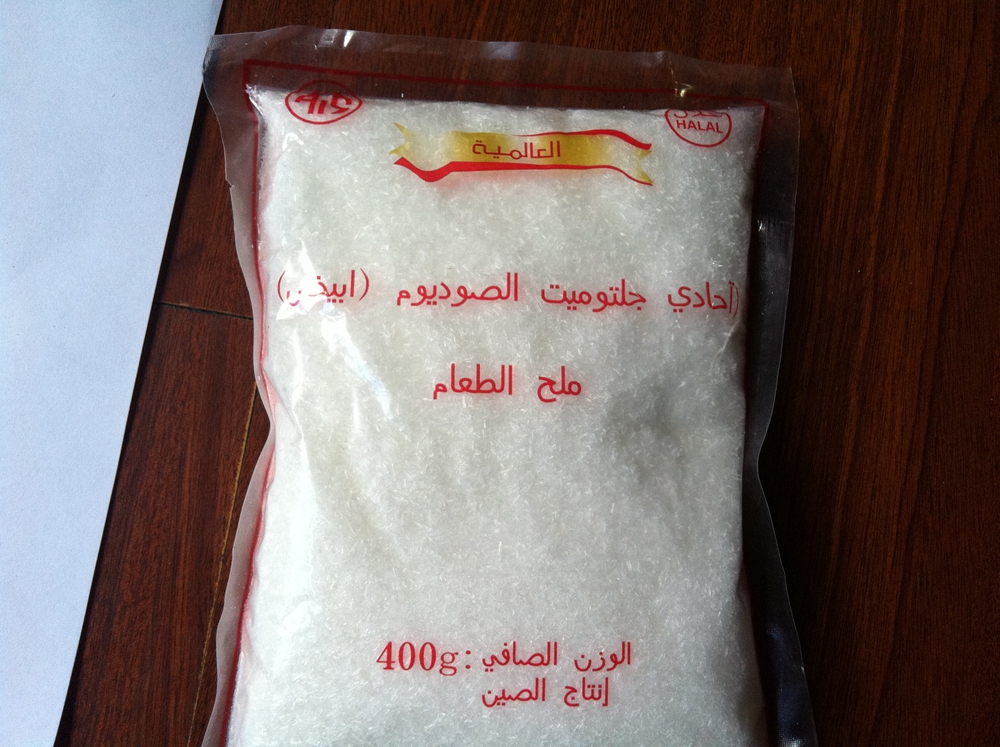 HALAL
العالمية
(أحادي جلتوميت الصوديوم (ابيض
ملح الطعام
الوزن الصافي : 400g
إنتاج الصين